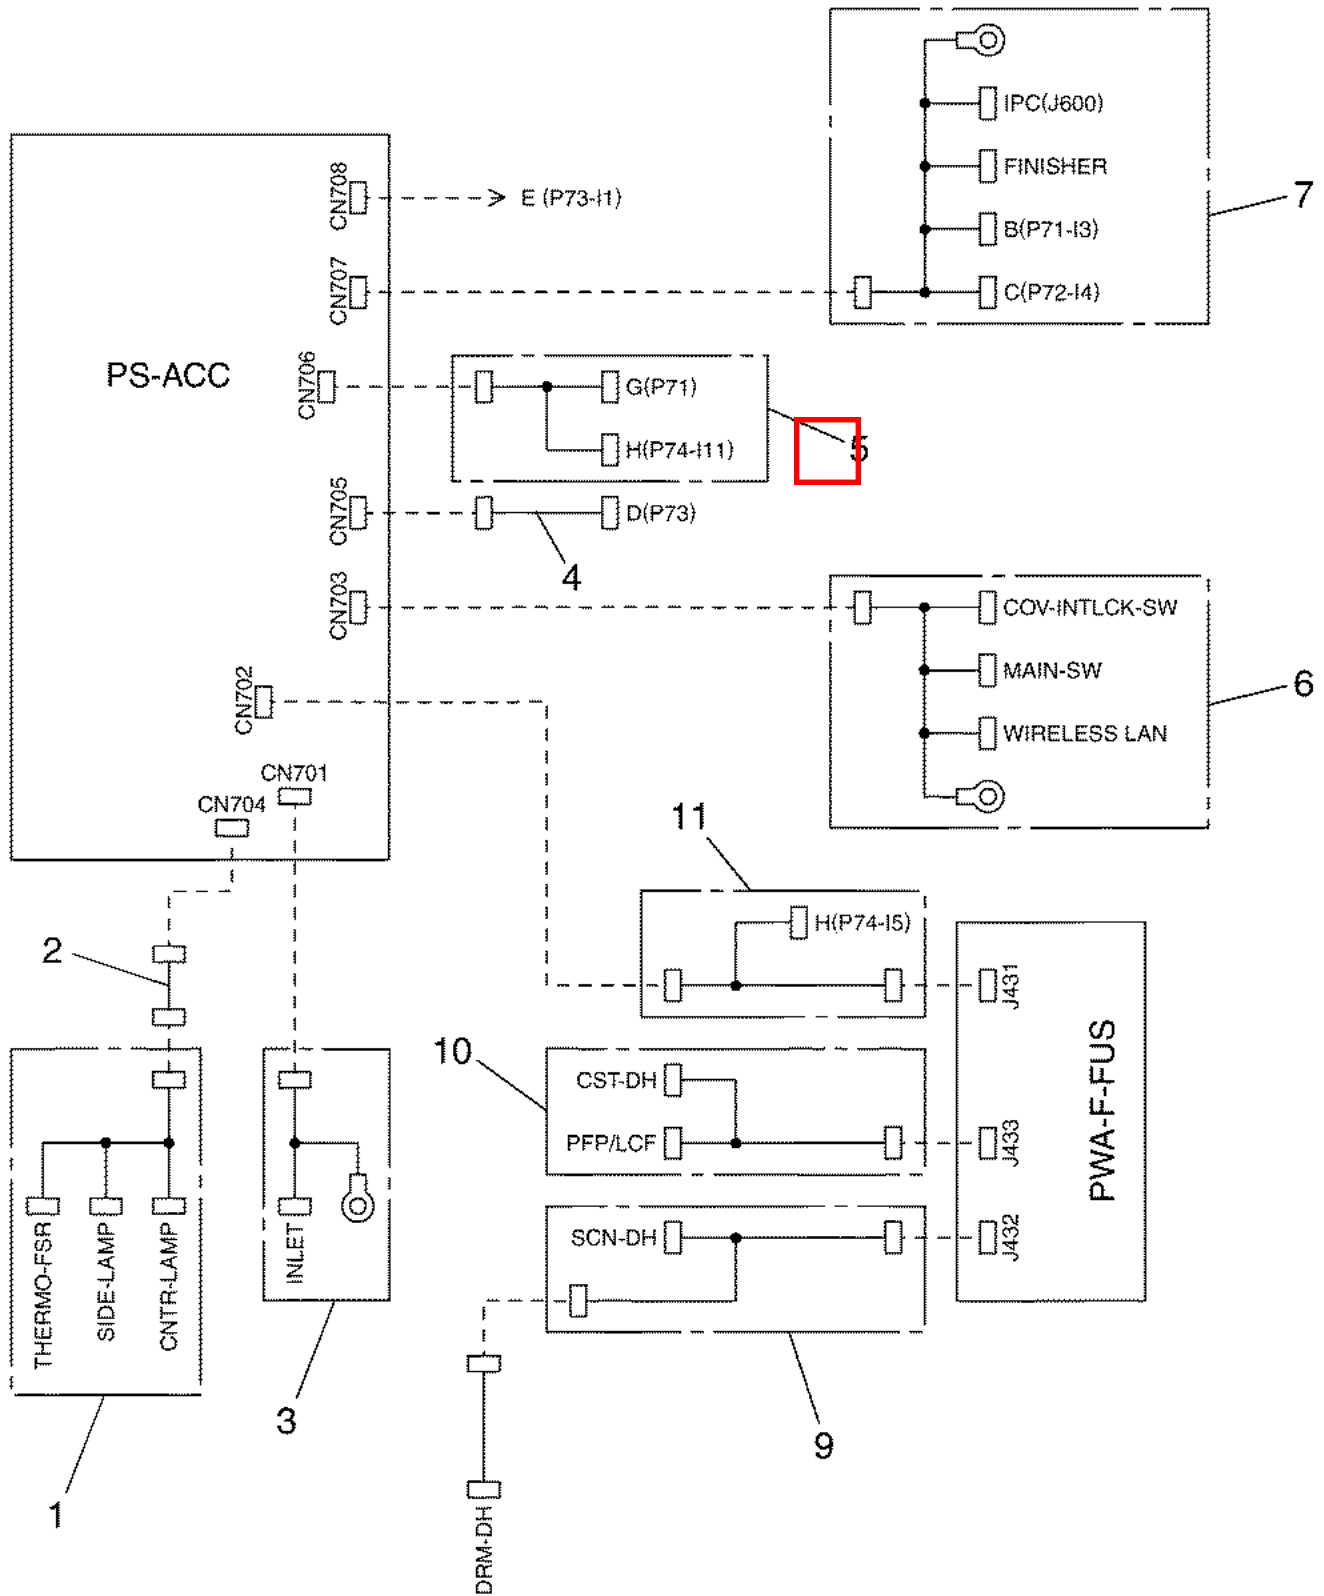 IPC(J600)
FINISHER
B(P71-I3)
C(P72-I4)
7
CN708
E (P73-I1)
CN707
PS-ACC
CN706
G(P71)
H(P74-I11)
5
CN705
D(P73)
4
CN703
COV-INTLCK-SW
MAIN-SW
WIRELESS LAN
6
CN702
CN701
CN704
11
H(P74-I5)
J431
2
10
CST-DH
PFP/LCF
J433
PWA-F-FUS
SCN-DH
J432
THERMO-FSR
SIDE-LAMP
CNTR-LAMP
INLET
3
9
1
DRM-DH